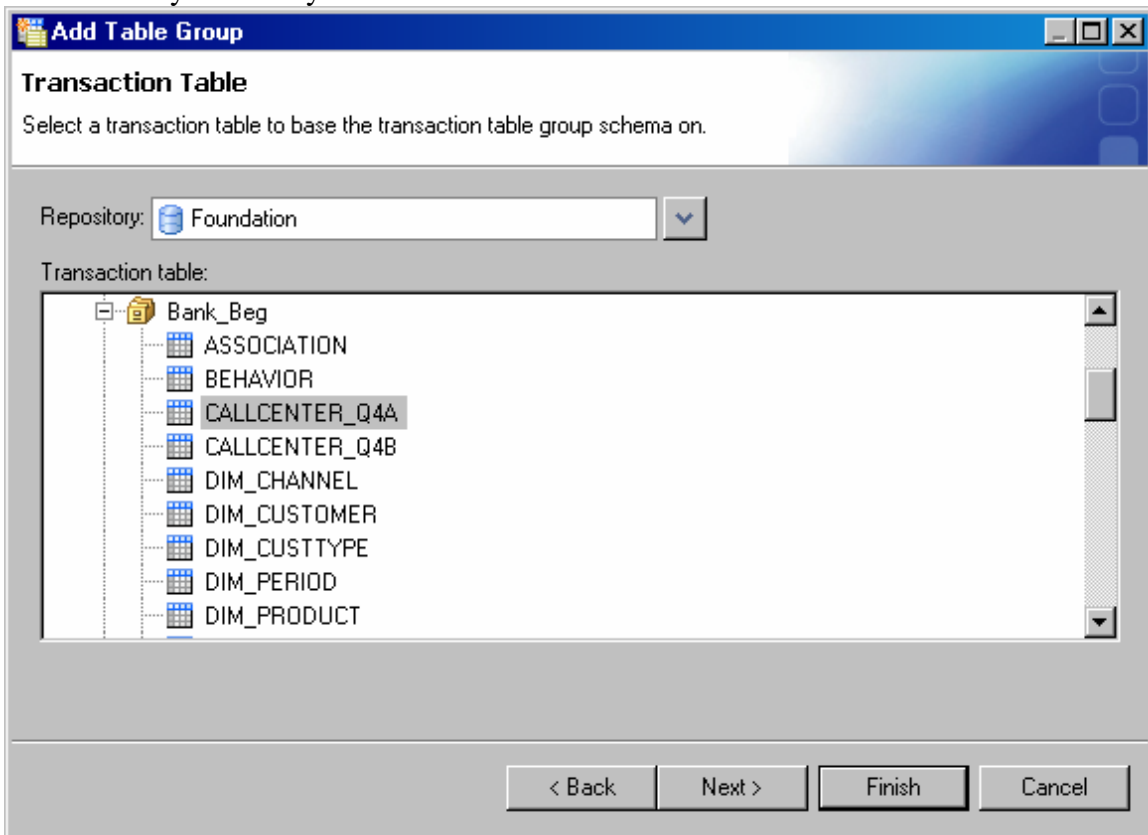 Add Table Group
Transaction Table
Select a transaction table to base the transaction table group schema on.
Repository: Foundation
Transaction table:
Bank_Beg
ASSOCIATION
BEHAVIOR
CALLCENTER_Q4A
CALLCENTER_Q4B
DIM_CHANNEL
DIM_CUSTOMER
DIM_CUSTTYPE
DIM_PERIOD
DIM_PRODUCT
< Back Next > Finish Cancel